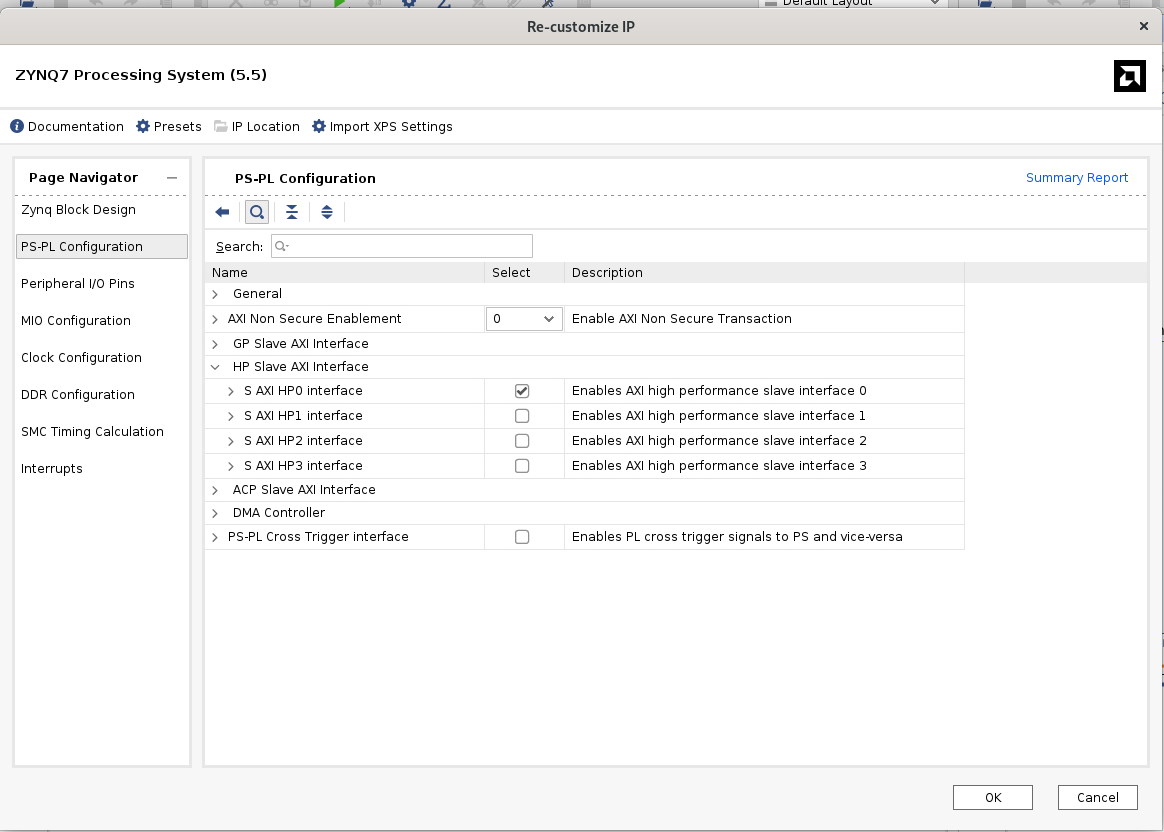 Default Layout
Re-customize IP
ZYNQ7 Processing System (5.5)
Documentation Presets IP Location Import XPS Settings
Page Navigator
Zynq Block Design
PS-PL Configuration
Peripheral I/O Pins
MIO Configuration
Clock Configuration
DDR Configuration
SMC Timing Calculation
Interrupts
PS-PL Configuration Summary Report
Search:
Name Select Description
General
AXI Non Secure Enablement 0 Enable AXI Non Secure Transaction
GP Slave AXI Interface
HP Slave AXI Interface
S AXI HP0 interface Enables AXI high performance slave interface 0
S AXI HP1 interface Enables AXI high performance slave interface 1
S AXI HP2 interface Enables AXI high performance slave interface 2
S AXI HP3 interface Enables AXI high performance slave interface 3
ACP Slave AXI Interface
DMA Controller
PS-PL Cross Trigger interface Enables PL cross trigger signals to PS and vice-versa
OK Cancel